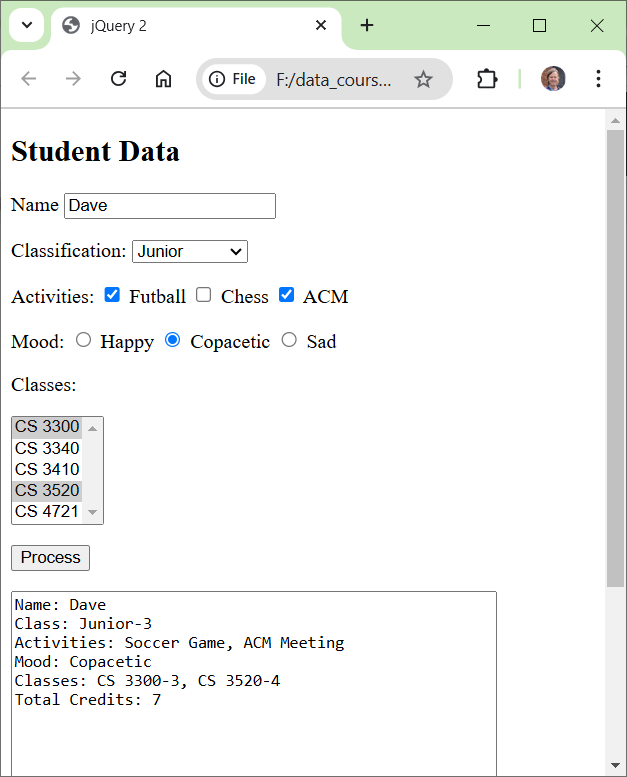 jQuery 2
File F:/data_cours...
Student Data
Name Dave
Classification: Junior
Activities: Futball Chess ACM
Mood: Happy Copacetic Sad
Classes:
CS 3300
CS 3340
CS 3410
CS 3520
CS 4721
Process
Name: Dave
Class: Junior-3
Activities: Soccer Game, ACM Meeting
Mood: Copacetic
Classes: CS 3300-3, CS 3520-4
Total Credits: 7